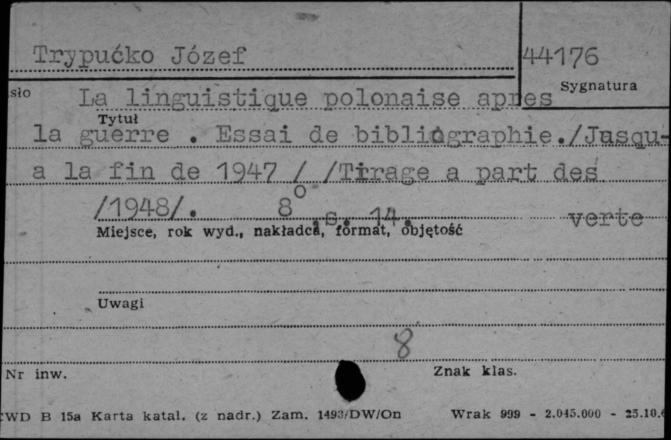 Trypućko Józef
44176
sło
Sygnatura
La linguistique polonaise apres
Tytuł
la guerre . Essai de bibliographie./Jusqu-
a la fin de 1947 / /Tirage a part des
/1948/. 8° .s. 14. verte
Miejsce, rok wyd., nakładca, format, objętość
Uwagi
8
Nr inw.
Znak klas.
CWD B 15a Karta katal. (z nadr.) Zam. 1493/DW/On Wrak 999 - 2.045.000 - 25.10.